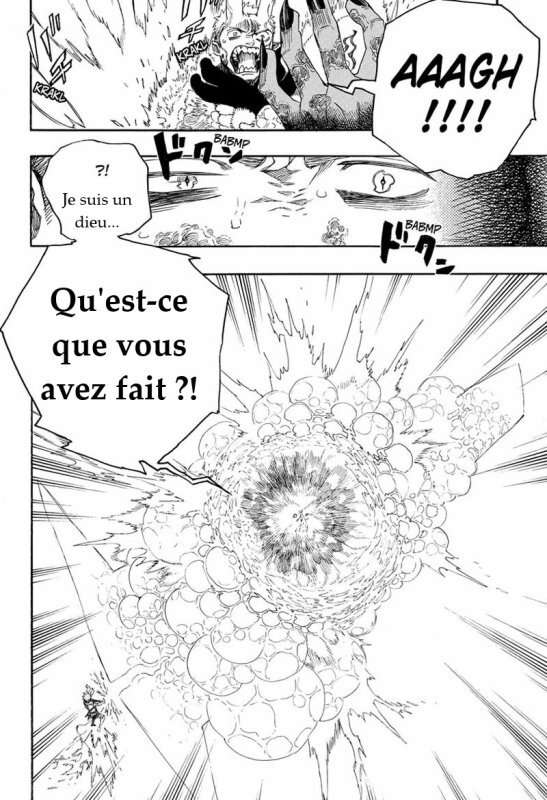 KRAKL
KRAKL
AAAGH
!!!!
BABMP
ドクン
?!
Je suis un
dieu...
BABMP
ドクン
Qu'est-ce
que vous
avez fait ?!